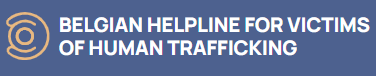 BELGIAN HELPLINE FOR VICTIMS
OF HUMAN TRAFFICKING